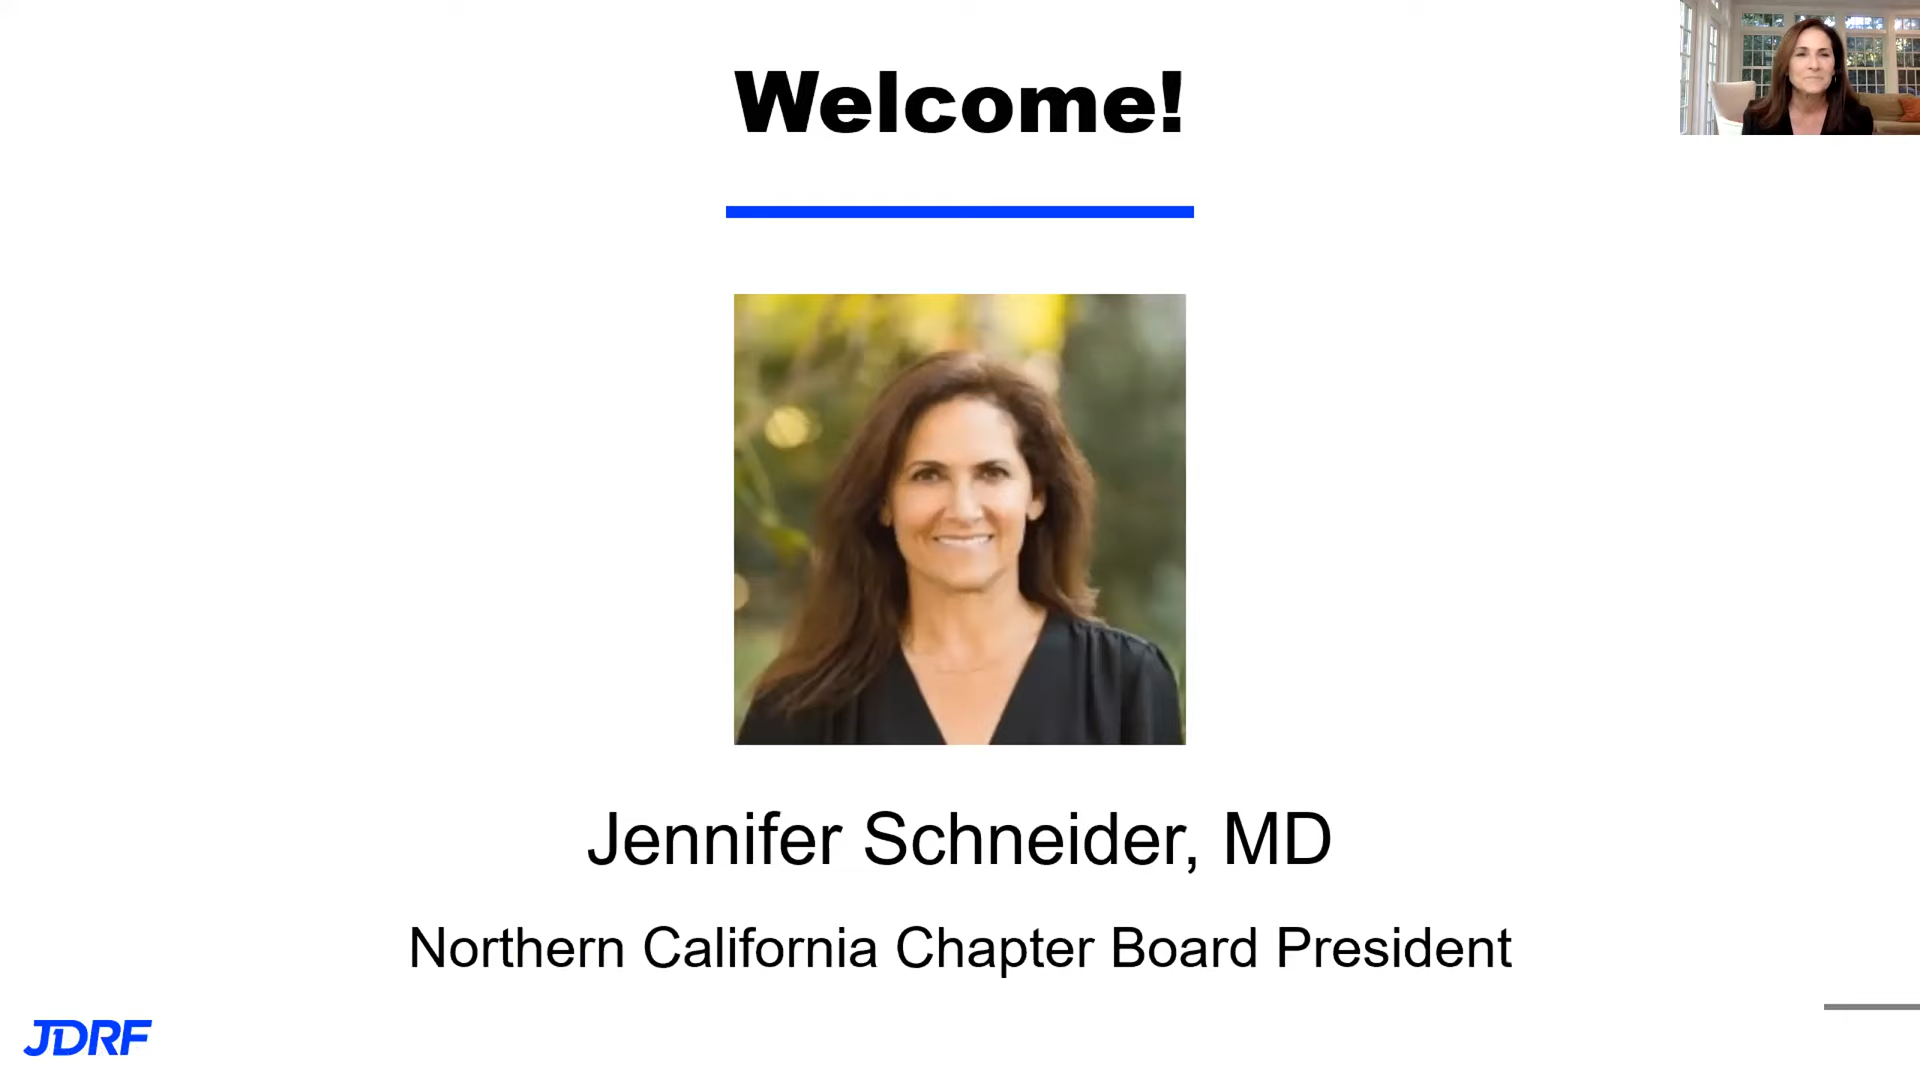 Welcome!
Jennifer Schneider, MD
Northern California Chapter Board President
JDRF